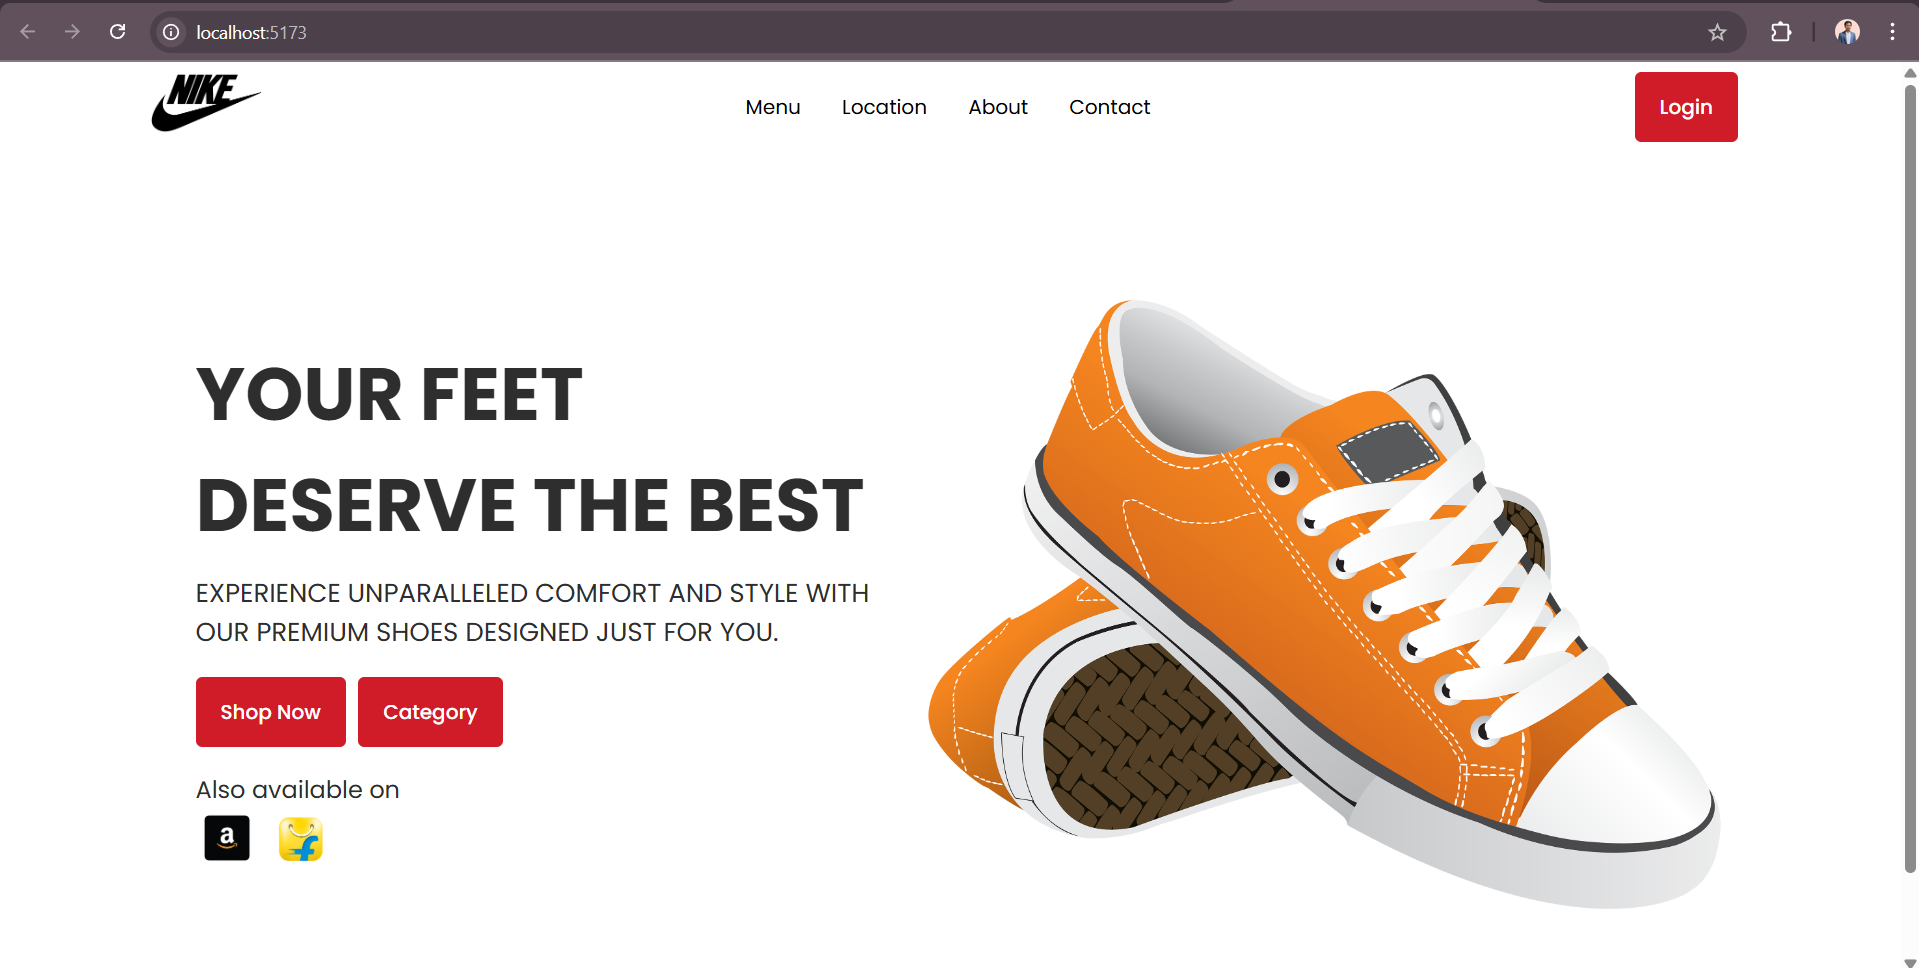 localhost:5173
NIKE
Menu Location About Contact
Login
YOUR FEET
DESERVE THE BEST
EXPERIENCE UNPARALLELED COMFORT AND STYLE WITH
OUR PREMIUM SHOES DESIGNED JUST FOR YOU.
Shop Now Category
Also available on
a f